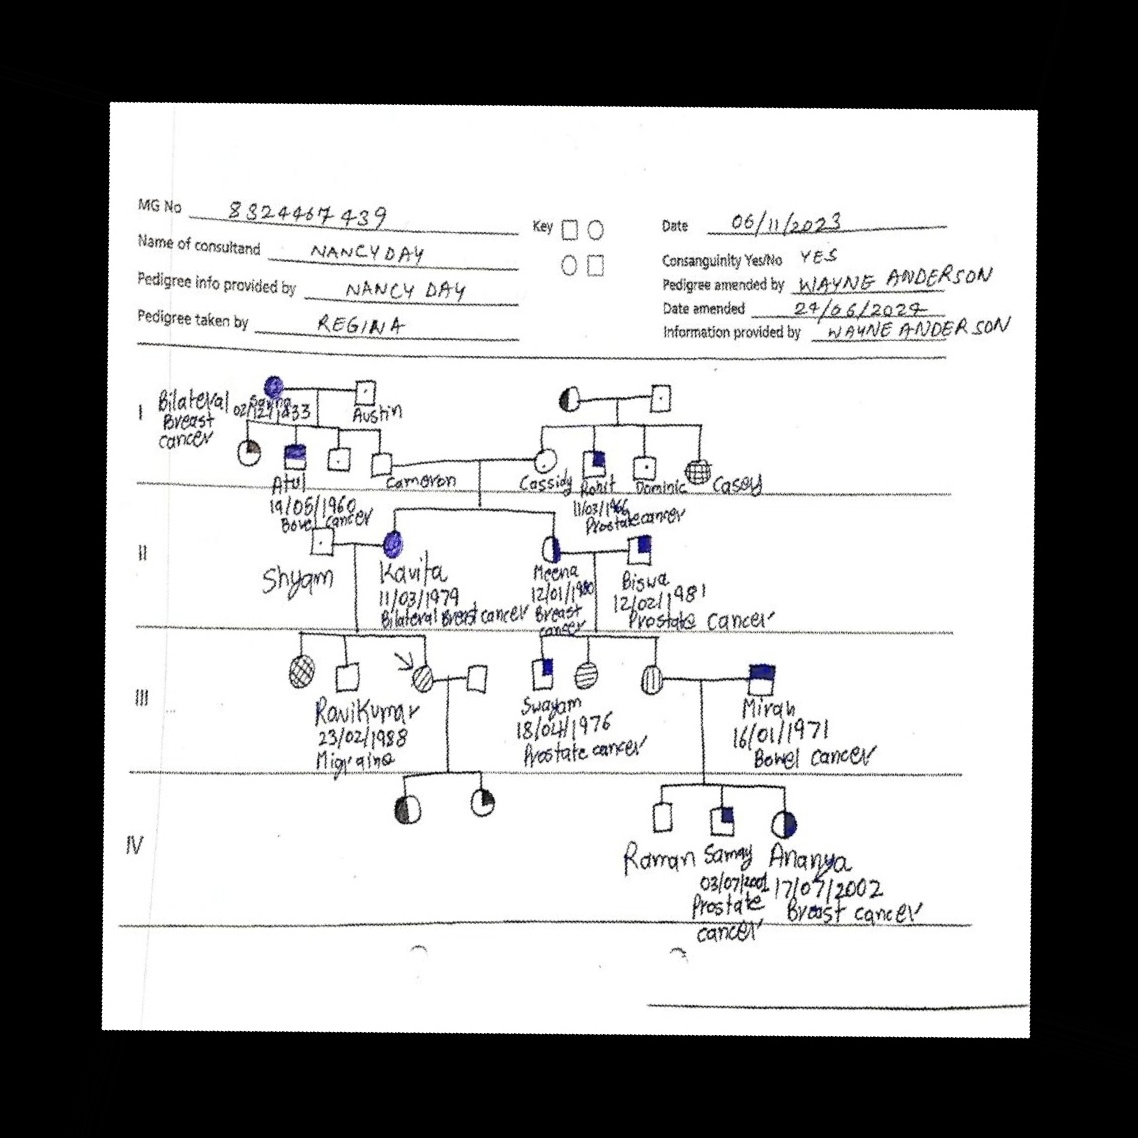 MG No 8324467439
Key
Date 06/11/2023
Name of consultand NANCY DAY
Consanguinity Yes/No YES
Pedigree info provided by NANCY DAY
Pedigree amended by WAYNE ANDERSON
Date amended 24/06/2024
Pedigree taken by REGINA
Information provided by WAYNE ANDERSON
I
Bilateral
Breast
cancer
02/12/1933
Austin
Atul
19/05/1960
cancer
Cameron
Cassidy
Rohit
11/03/1966
Prostate cancer
Dominic
Casey
II
Shyam
Kavita
11/03/1979
Bilateral Breast cancer
Meena
12/01/1980
Breast
cancer
Biswa
12/02/1981
Prostate cancer
III
Ravikumar
23/02/1988
Migraine
Swayam
18/04/1976
Prostate cancer
Mirah
16/01/1971
Bowel cancer
IV
Raman
Samay
03/07/2001
Prostate
cancer
Ananya
17/07/2002
Breast cancer